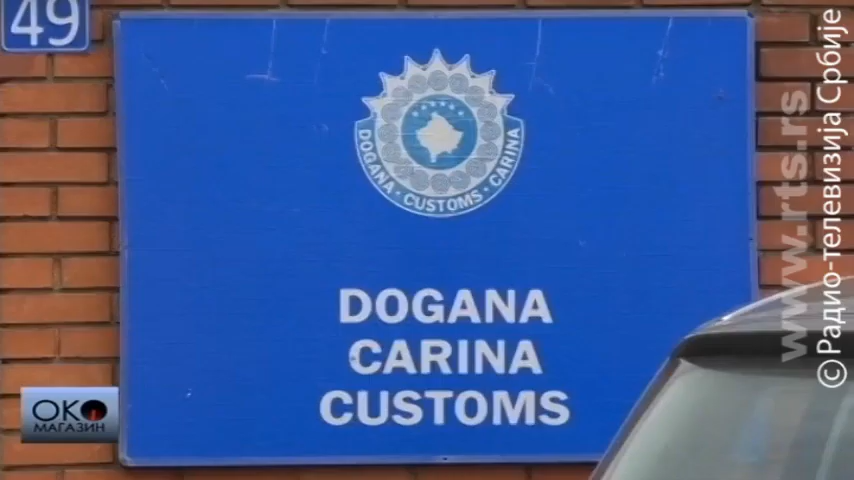 49
DOGANA · CUSTOMS · CARINA
DOGANA
CARINA
CUSTOMS
ОКО
МАГАЗИН
www.rts.rs
© Радио-телевизија Србије